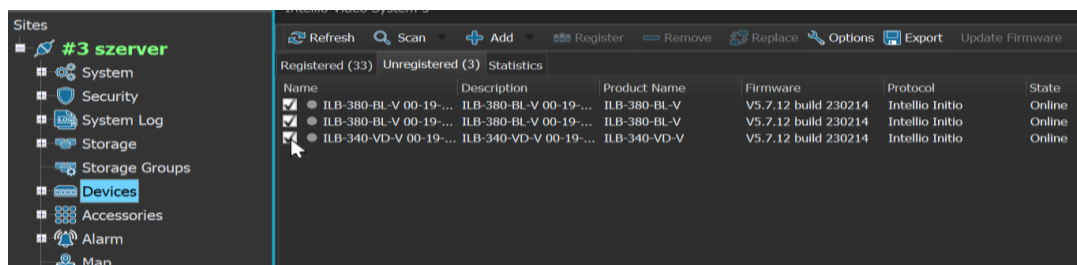 Intellio Video System 5
Sites
#3 szerver
System
Security
System Log
Storage
Storage Groups
Devices
Accessories
Alarm
Map
Refresh Scan Add Register Remove Replace Options Export Update Firmware
Registered (33) Unregistered (3) Statistics
Name Description Product Name Firmware Protocol State
ILB-380-BL-V 00-19-... ILB-380-BL-V 00-19-... ILB-380-BL-V V5.7.12 build 230214 Intellio Initio Online
ILB-380-BL-V 00-19-... ILB-380-BL-V 00-19-... ILB-380-BL-V V5.7.12 build 230214 Intellio Initio Online
ILB-340-VD-V 00-19-... ILB-340-VD-V 00-19-... ILB-340-VD-V V5.7.12 build 230214 Intellio Initio Online